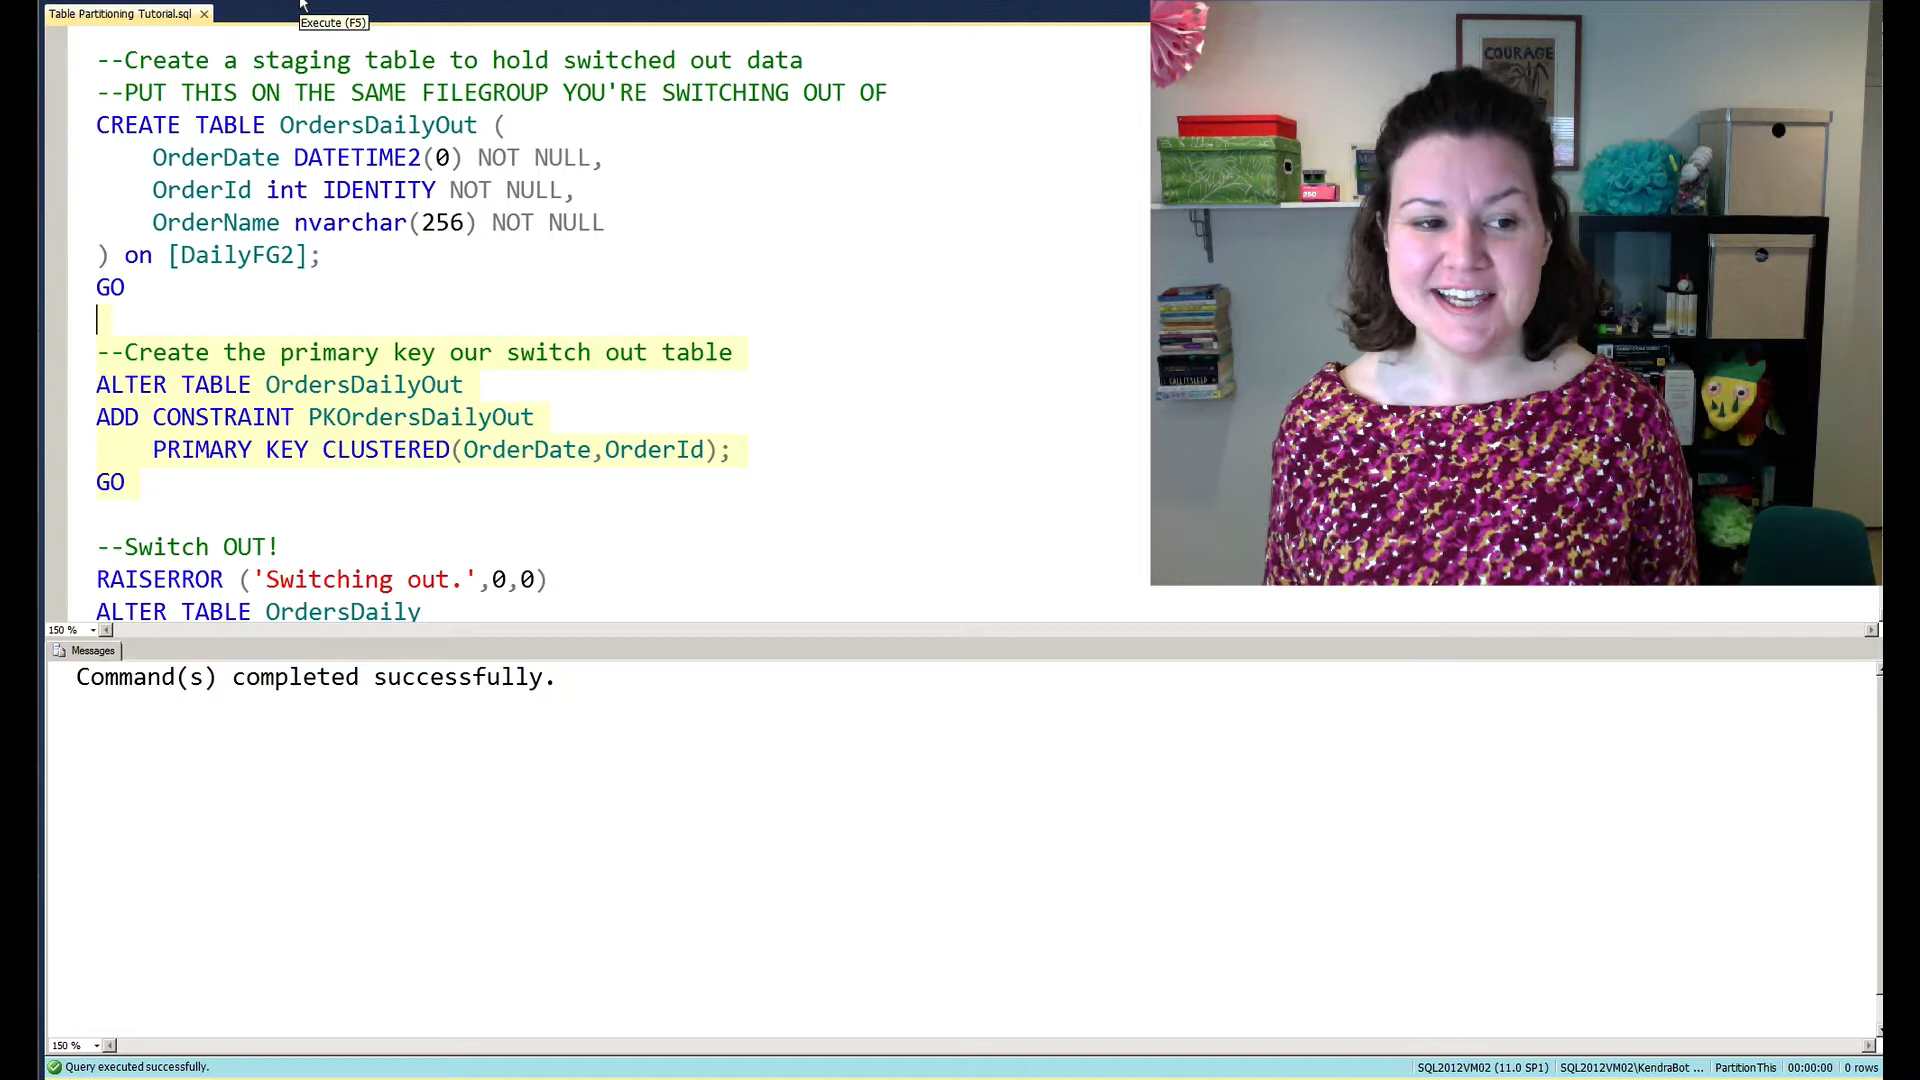 Table Partitioning Tutorial.sql
Execute (F5)
--Create a staging table to hold switched out data
--PUT THIS ON THE SAME FILEGROUP YOU'RE SWITCHING OUT OF
CREATE TABLE OrdersDailyOut (
OrderDate DATETIME2(0) NOT NULL,
OrderId int IDENTITY NOT NULL,
OrderName nvarchar(256) NOT NULL
) on [DailyFG2];
GO
--Create the primary key our switch out table
ALTER TABLE OrdersDailyOut
ADD CONSTRAINT PKOrdersDailyOut
PRIMARY KEY CLUSTERED(OrderDate,OrderId);
GO
--Switch OUT!
RAISERROR ('Switching out.',0,0)
ALTER TABLE OrdersDaily
COURAGE
250
150 %
Messages
Command(s) completed successfully.
150 %
Query executed successfully.
SQL2012VM02 (11.0 SP1)
SQL2012VM02\KendraBot ...
PartitionThis
00:00:00
0 rows